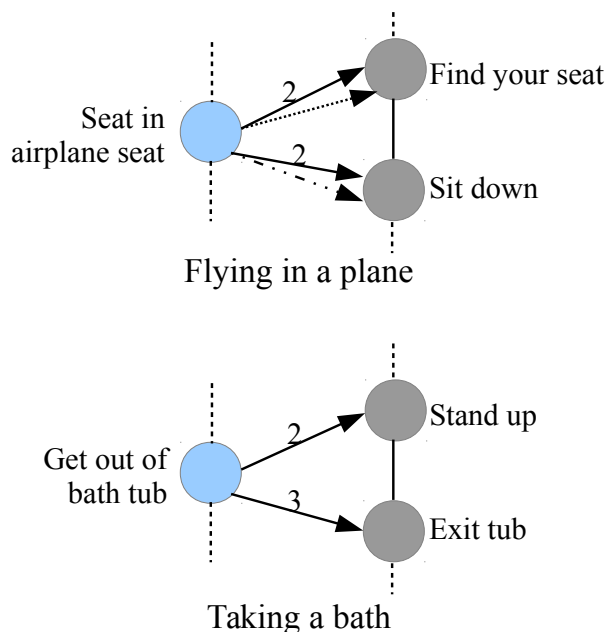 2
Find your seat
Seat in
airplane seat
2
Sit down
Flying in a plane
2
Stand up
Get out of
bath tub
3
Exit tub
Taking a bath